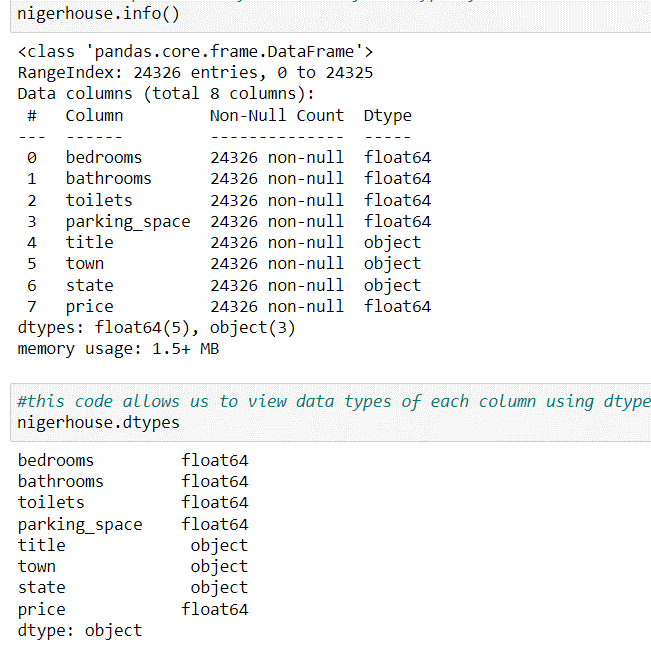 nigerhouse.info()
<class 'pandas.core.frame.DataFrame'>
RangeIndex: 24326 entries, 0 to 24325
Data columns (total 8 columns):
 #   Column         Non-Null Count  Dtype
---  ------         --------------  -----
 0   bedrooms       24326 non-null  float64
 1   bathrooms      24326 non-null  float64
 2   toilets        24326 non-null  float64
 3   parking_space  24326 non-null  float64
 4   title          24326 non-null  object
 5   town           24326 non-null  object
 6   state          24326 non-null  object
 7   price          24326 non-null  float64
dtypes: float64(5), object(3)
memory usage: 1.5+ MB
#this code allows us to view data types of each column using dtype
nigerhouse.dtypes
bedrooms         float64
bathrooms        float64
toilets          float64
parking_space    float64
title             object
town              object
state             object
price            float64
dtype: object